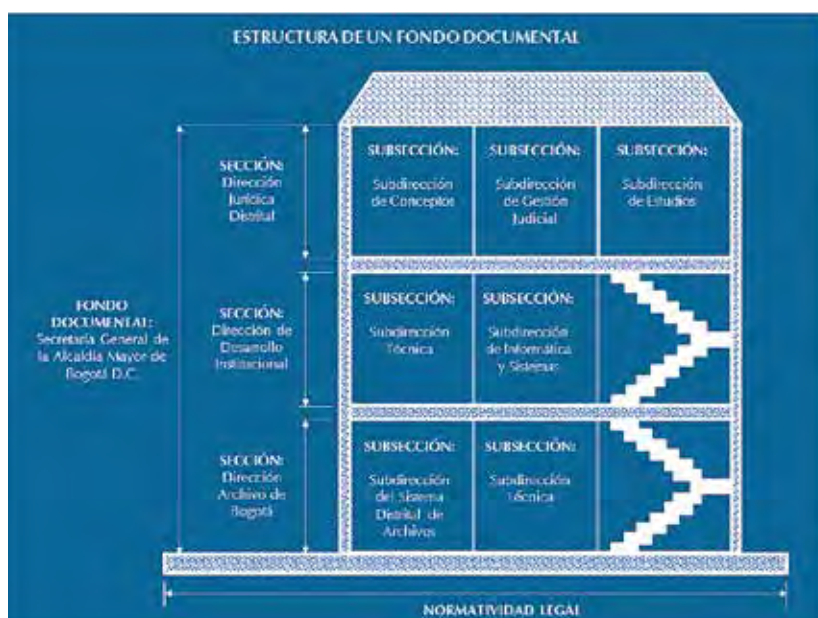 ESTRUCTURA DE UN FONDO DOCUMENTAL
FONDO
DOCUMENTAL:
Secretaría General de
la Alcaldía Mayor de
Bogotá D.C.
SECCIÓN:
Dirección
Jurídica
Distrital
SUBSECCIÓN:
Subdirección
de Conceptos
SUBSECCIÓN:
Subdirección
de Gestión
Judicial
SUBSECCIÓN:
Subdirección
de Estudios
SECCIÓN:
Dirección de
Desarrollo
Institucional
SUBSECCIÓN:
Subdirección
Técnica
SUBSECCIÓN:
Subdirección
de Informática
y Sistemas
SECCIÓN:
Dirección
Archivo de
Bogotá
SUBSECCIÓN:
Subdirección
del Sistema
Distrital de
Archivos
SUBSECCIÓN:
Subdirección
Técnica
NORMATIVIDAD LEGAL